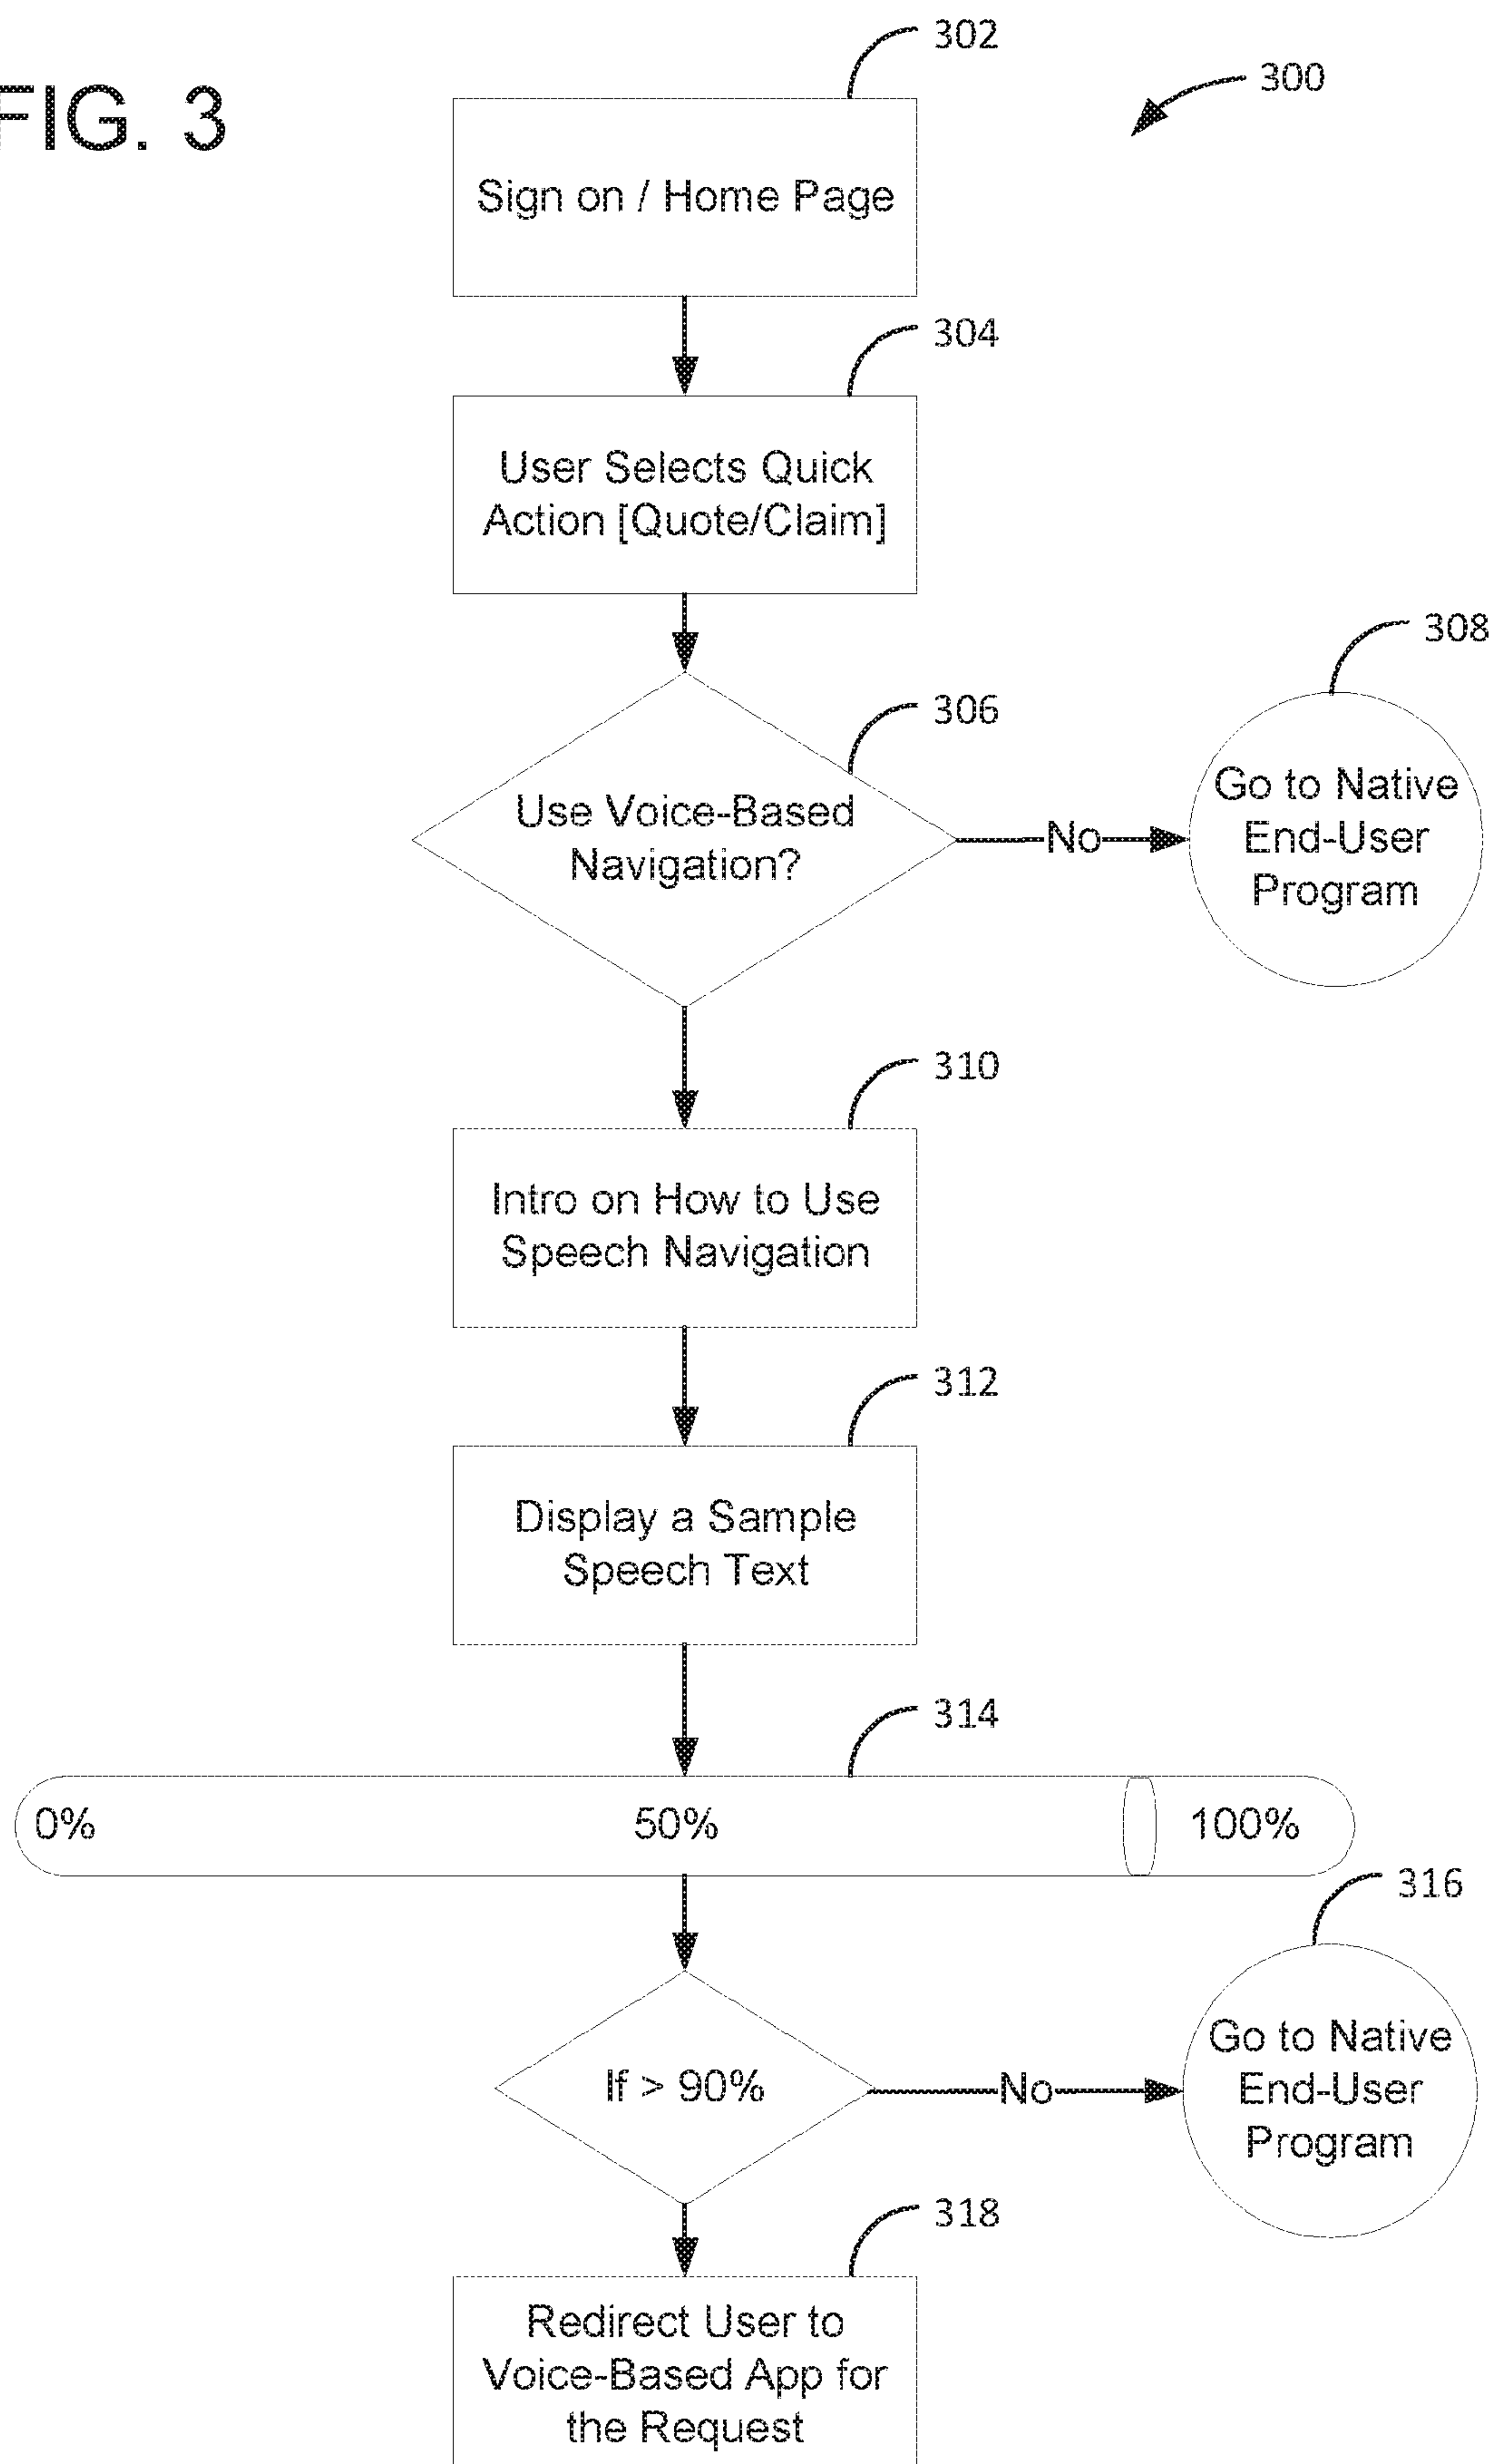 FIG. 3
302
300
Sign on / Home Page
304
User Selects Quick
Action [Quote/Claim]
306
308
Use Voice-Based
Navigation?
No
Go to Native
End-User
Program
310
Intro on How to Use
Speech Navigation
312
Display a Sample
Speech Text
314
0% 50% 100%
316
If > 90%
No
Go to Native
End-User
Program
318
Redirect User to
Voice-Based App for
the Request